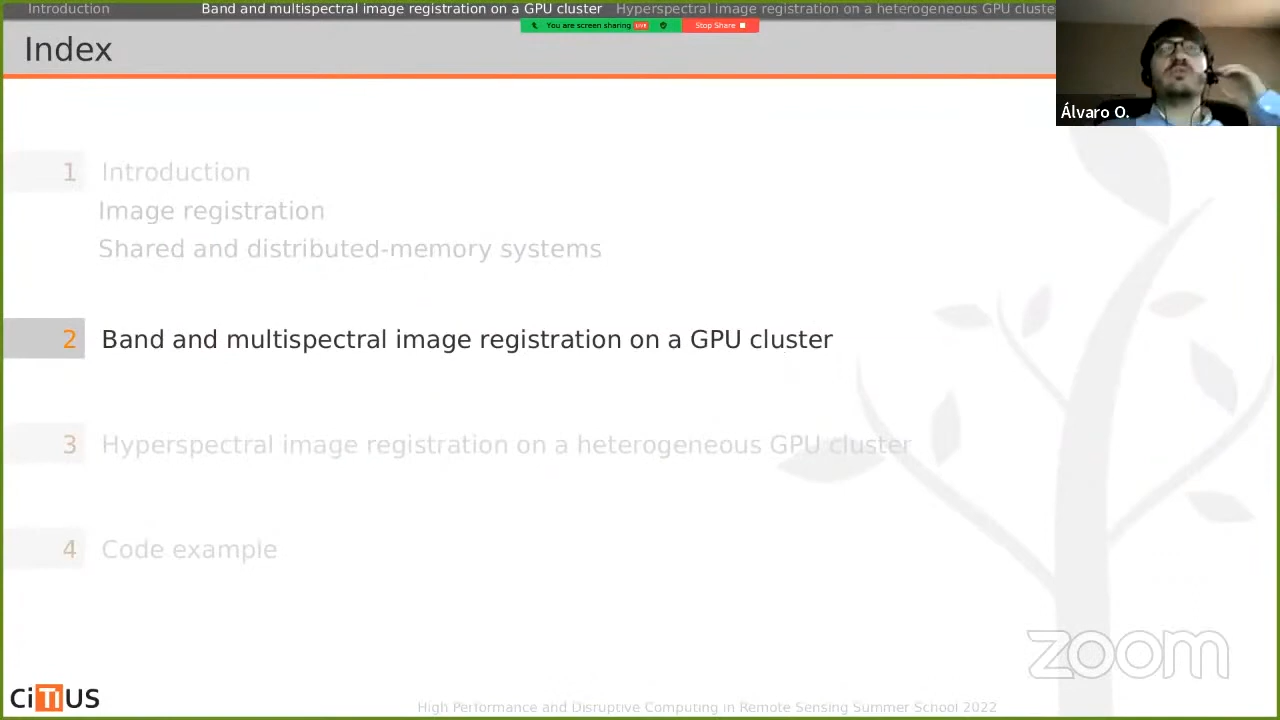 Introduction Band and multispectral image registration on a GPU cluster Hyperspectral image registration on a heterogeneous GPU cluste
You are screen sharing LIVE Stop Share
Index
Álvaro O.
1 Introduction
Image registration
Shared and distributed-memory systems
2 Band and multispectral image registration on a GPU cluster
3 Hyperspectral image registration on a heterogeneous GPU cluster
4 Code example
zoom
CiTIUS
High Performance and Disruptive Computing in Remote Sensing Summer School 2022